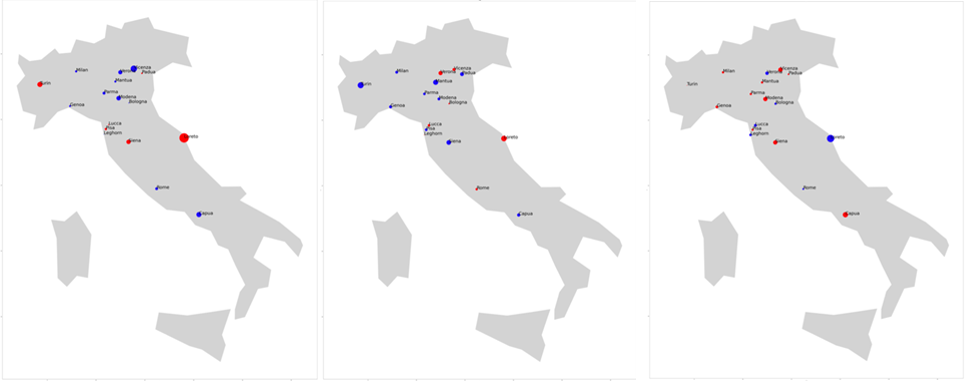 Milan
Vicenza
Verona
Padua
Turin
Mantua
Parma
Modena
Bologna
Genoa
Lucca
Pisa
Leghorn
Siena
Loreto
Rome
Capua
Milan
Vicenza
Verona
Padua
Turin
Mantua
Parma
Modena
Bologna
Genoa
Lucca
Pisa
Leghorn
Siena
Loreto
Rome
Capua
Milan
Vicenza
Verona
Padua
Turin
Mantua
Parma
Modena
Bologna
Genoa
Lucca
Pisa
Leghorn
Siena
Loreto
Rome
Capua